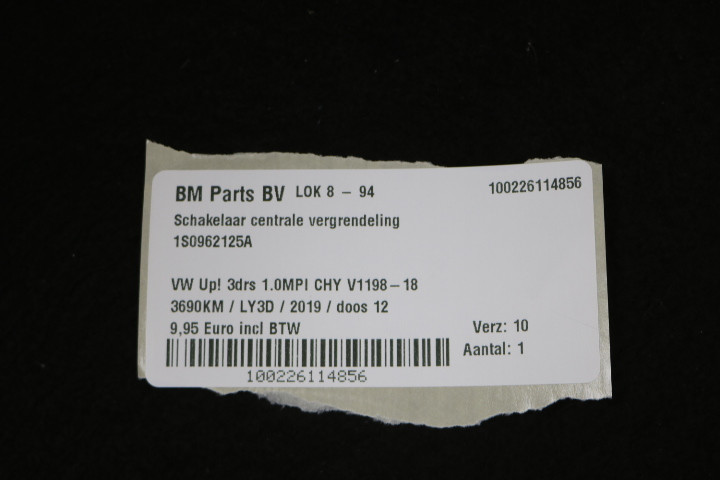 BM Parts BV LOK 8 - 94 100226114856
Schakelaar centrale vergrendeling
1S0962125A
VW Up! 3drs 1.0MPI CHY V1198-18
3690KM / LY3D / 2019 / doos 12
9,95 Euro incl BTW Verz: 10
Aantal: 1
100226114856